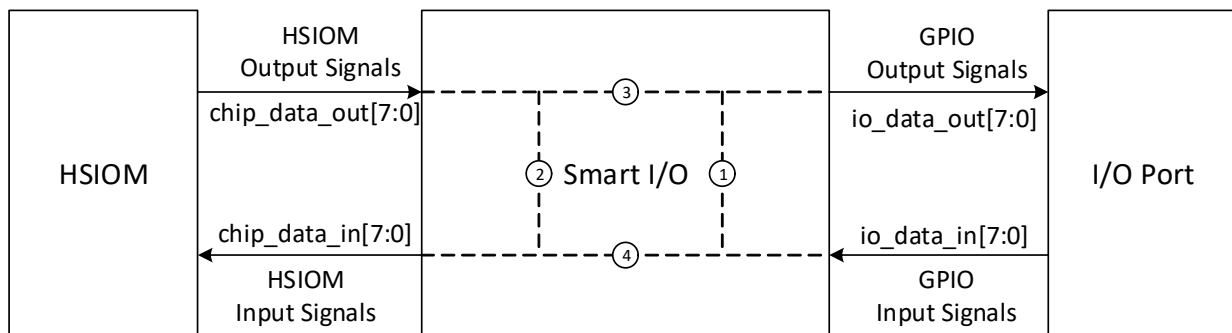 HSIOM
Output Signals
chip_data_out[7:0]
GPIO
Output Signals
io_data_out[7:0]
3
HSIOM
2
Smart I/O
1
I/O Port
chip_data_in[7:0]
io_data_in[7:0]
4
HSIOM
Input Signals
GPIO
Input Signals